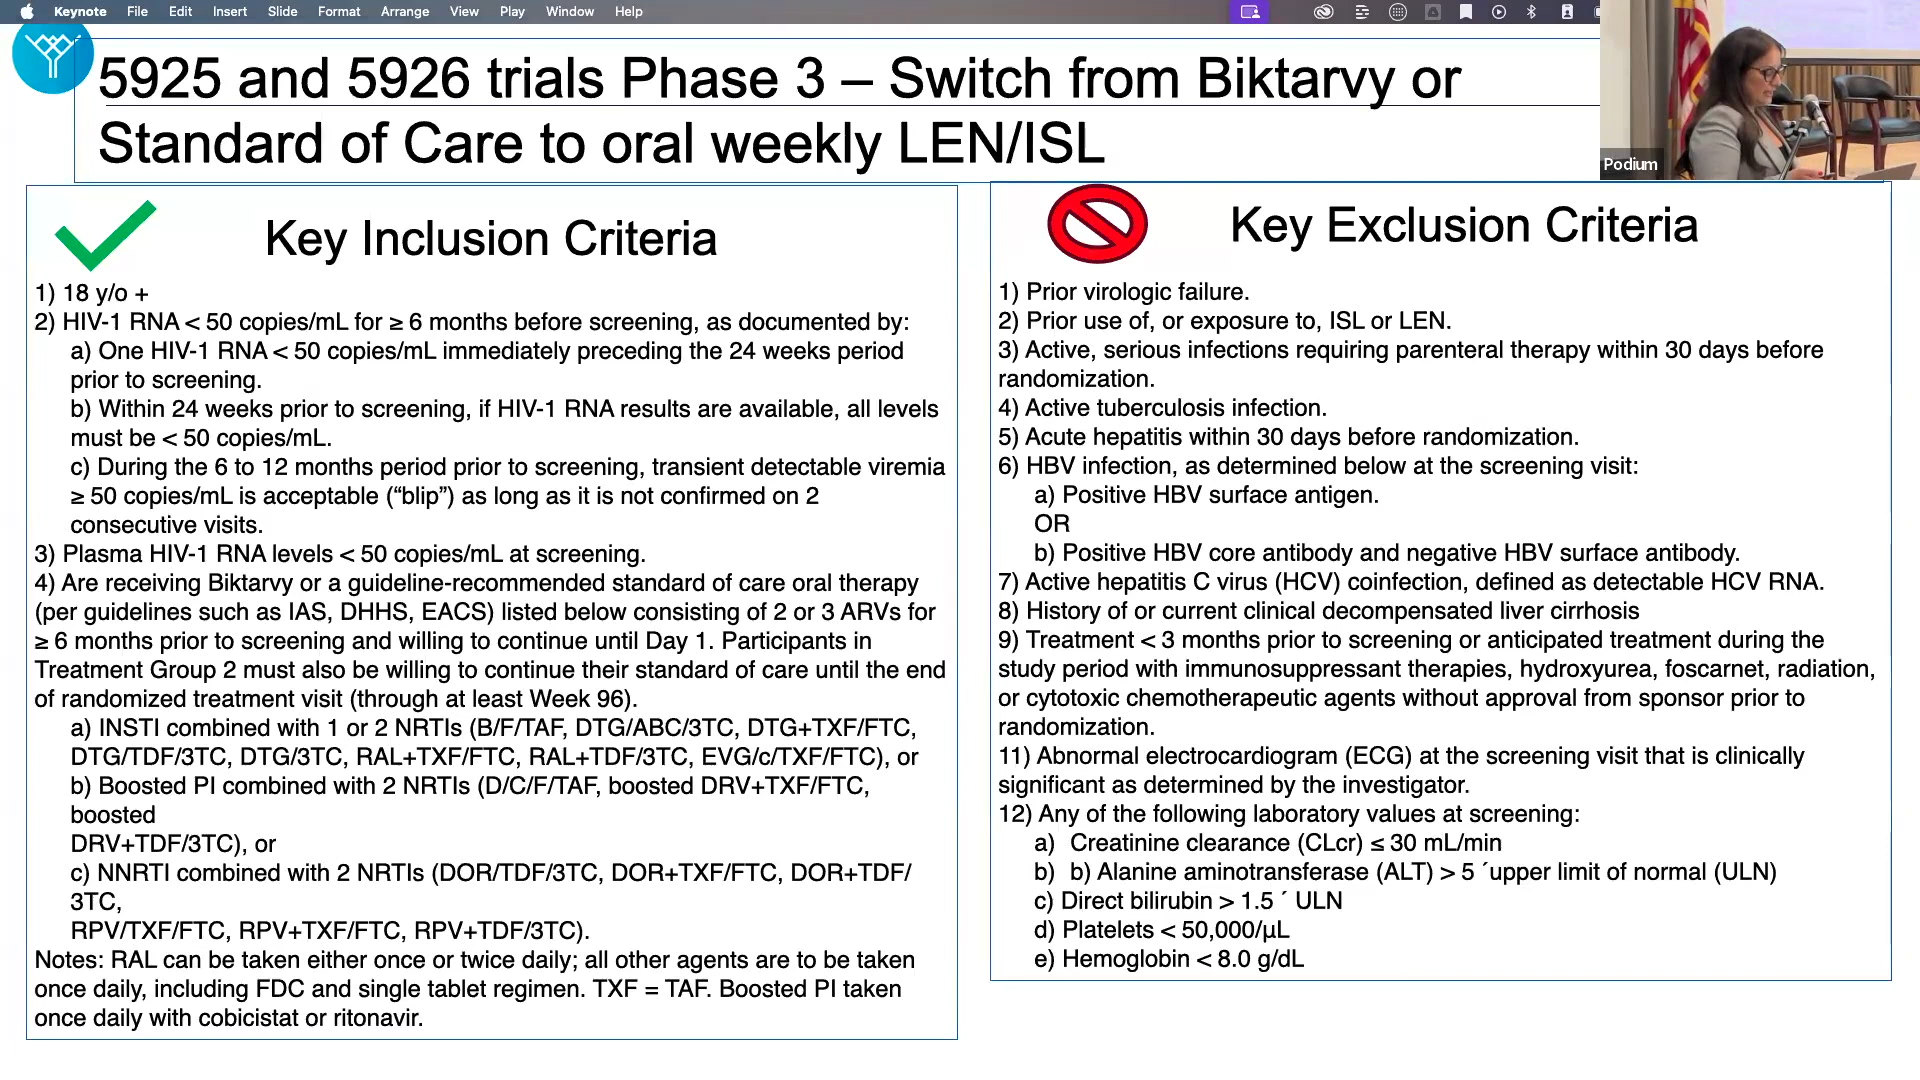 Keynote File Edit Insert Slide Format Arrange View Play Window Help
5925 and 5926 trials Phase 3 – Switch from Biktarvy or
Standard of Care to oral weekly LEN/ISL
Podium
Key Inclusion Criteria
1) 18 y/o +
2) HIV-1 RNA < 50 copies/mL for ≥ 6 months before screening, as documented by:
a) One HIV-1 RNA < 50 copies/mL immediately preceding the 24 weeks period
prior to screening.
b) Within 24 weeks prior to screening, if HIV-1 RNA results are available, all levels
must be < 50 copies/mL.
c) During the 6 to 12 months period prior to screening, transient detectable viremia
≥ 50 copies/mL is acceptable (“blip”) as long as it is not confirmed on 2
consecutive visits.
3) Plasma HIV-1 RNA levels < 50 copies/mL at screening.
4) Are receiving Biktarvy or a guideline-recommended standard of care oral therapy
(per guidelines such as IAS, DHHS, EACS) listed below consisting of 2 or 3 ARVs for
≥ 6 months prior to screening and willing to continue until Day 1. Participants in
Treatment Group 2 must also be willing to continue their standard of care until the end
of randomized treatment visit (through at least Week 96).
a) INSTI combined with 1 or 2 NRTIs (B/F/TAF, DTG/ABC/3TC, DTG+TXF/FTC,
DTG/TDF/3TC, DTG/3TC, RAL+TXF/FTC, RAL+TDF/3TC, EVG/c/TXF/FTC), or
b) Boosted PI combined with 2 NRTIs (D/C/F/TAF, boosted DRV+TXF/FTC,
boosted
DRV+TDF/3TC), or
c) NNRTI combined with 2 NRTIs (DOR/TDF/3TC, DOR+TXF/FTC, DOR+TDF/
3TC,
RPV/TXF/FTC, RPV+TXF/FTC, RPV+TDF/3TC).
Notes: RAL can be taken either once or twice daily; all other agents are to be taken
once daily, including FDC and single tablet regimen. TXF = TAF. Boosted PI taken
once daily with cobicistat or ritonavir.
Key Exclusion Criteria
1) Prior virologic failure.
2) Prior use of, or exposure to, ISL or LEN.
3) Active, serious infections requiring parenteral therapy within 30 days before
randomization.
4) Active tuberculosis infection.
5) Acute hepatitis within 30 days before randomization.
6) HBV infection, as determined below at the screening visit:
a) Positive HBV surface antigen.
OR
b) Positive HBV core antibody and negative HBV surface antibody.
7) Active hepatitis C virus (HCV) coinfection, defined as detectable HCV RNA.
8) History of or current clinical decompensated liver cirrhosis
9) Treatment < 3 months prior to screening or anticipated treatment during the
study period with immunosuppressant therapies, hydroxyurea, foscarnet, radiation,
or cytotoxic chemotherapeutic agents without approval from sponsor prior to
randomization.
11) Abnormal electrocardiogram (ECG) at the screening visit that is clinically
significant as determined by the investigator.
12) Any of the following laboratory values at screening:
a) Creatinine clearance (CLcr) ≤ 30 mL/min
b) b) Alanine aminotransferase (ALT) > 5 ´upper limit of normal (ULN)
c) Direct bilirubin > 1.5 ´ ULN
d) Platelets < 50,000/µL
e) Hemoglobin < 8.0 g/dL